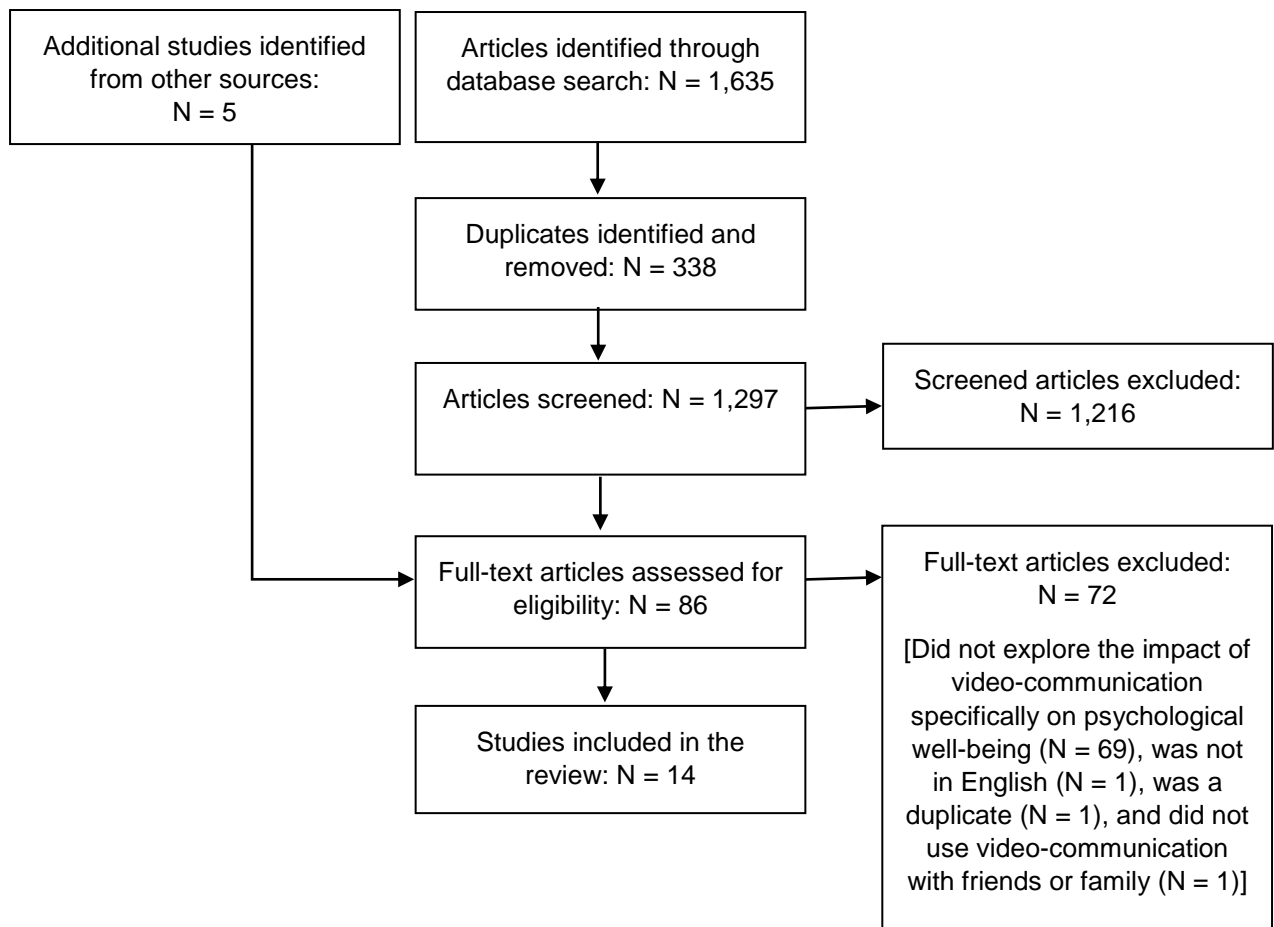 Additional studies identified
from other sources:
N = 5
Articles identified through
database search: N = 1,635
Duplicates identified and
removed: N = 338
Articles screened: N = 1,297
Screened articles excluded:
N = 1,216
Full-text articles assessed for
eligibility: N = 86
Full-text articles excluded:
N = 72
[Did not explore the impact of
video-communication
specifically on psychological
well-being (N = 69), was not
in English (N = 1), was a
duplicate (N = 1), and did not
use video-communication
with friends or family (N = 1)]
Studies included in the
review: N = 14